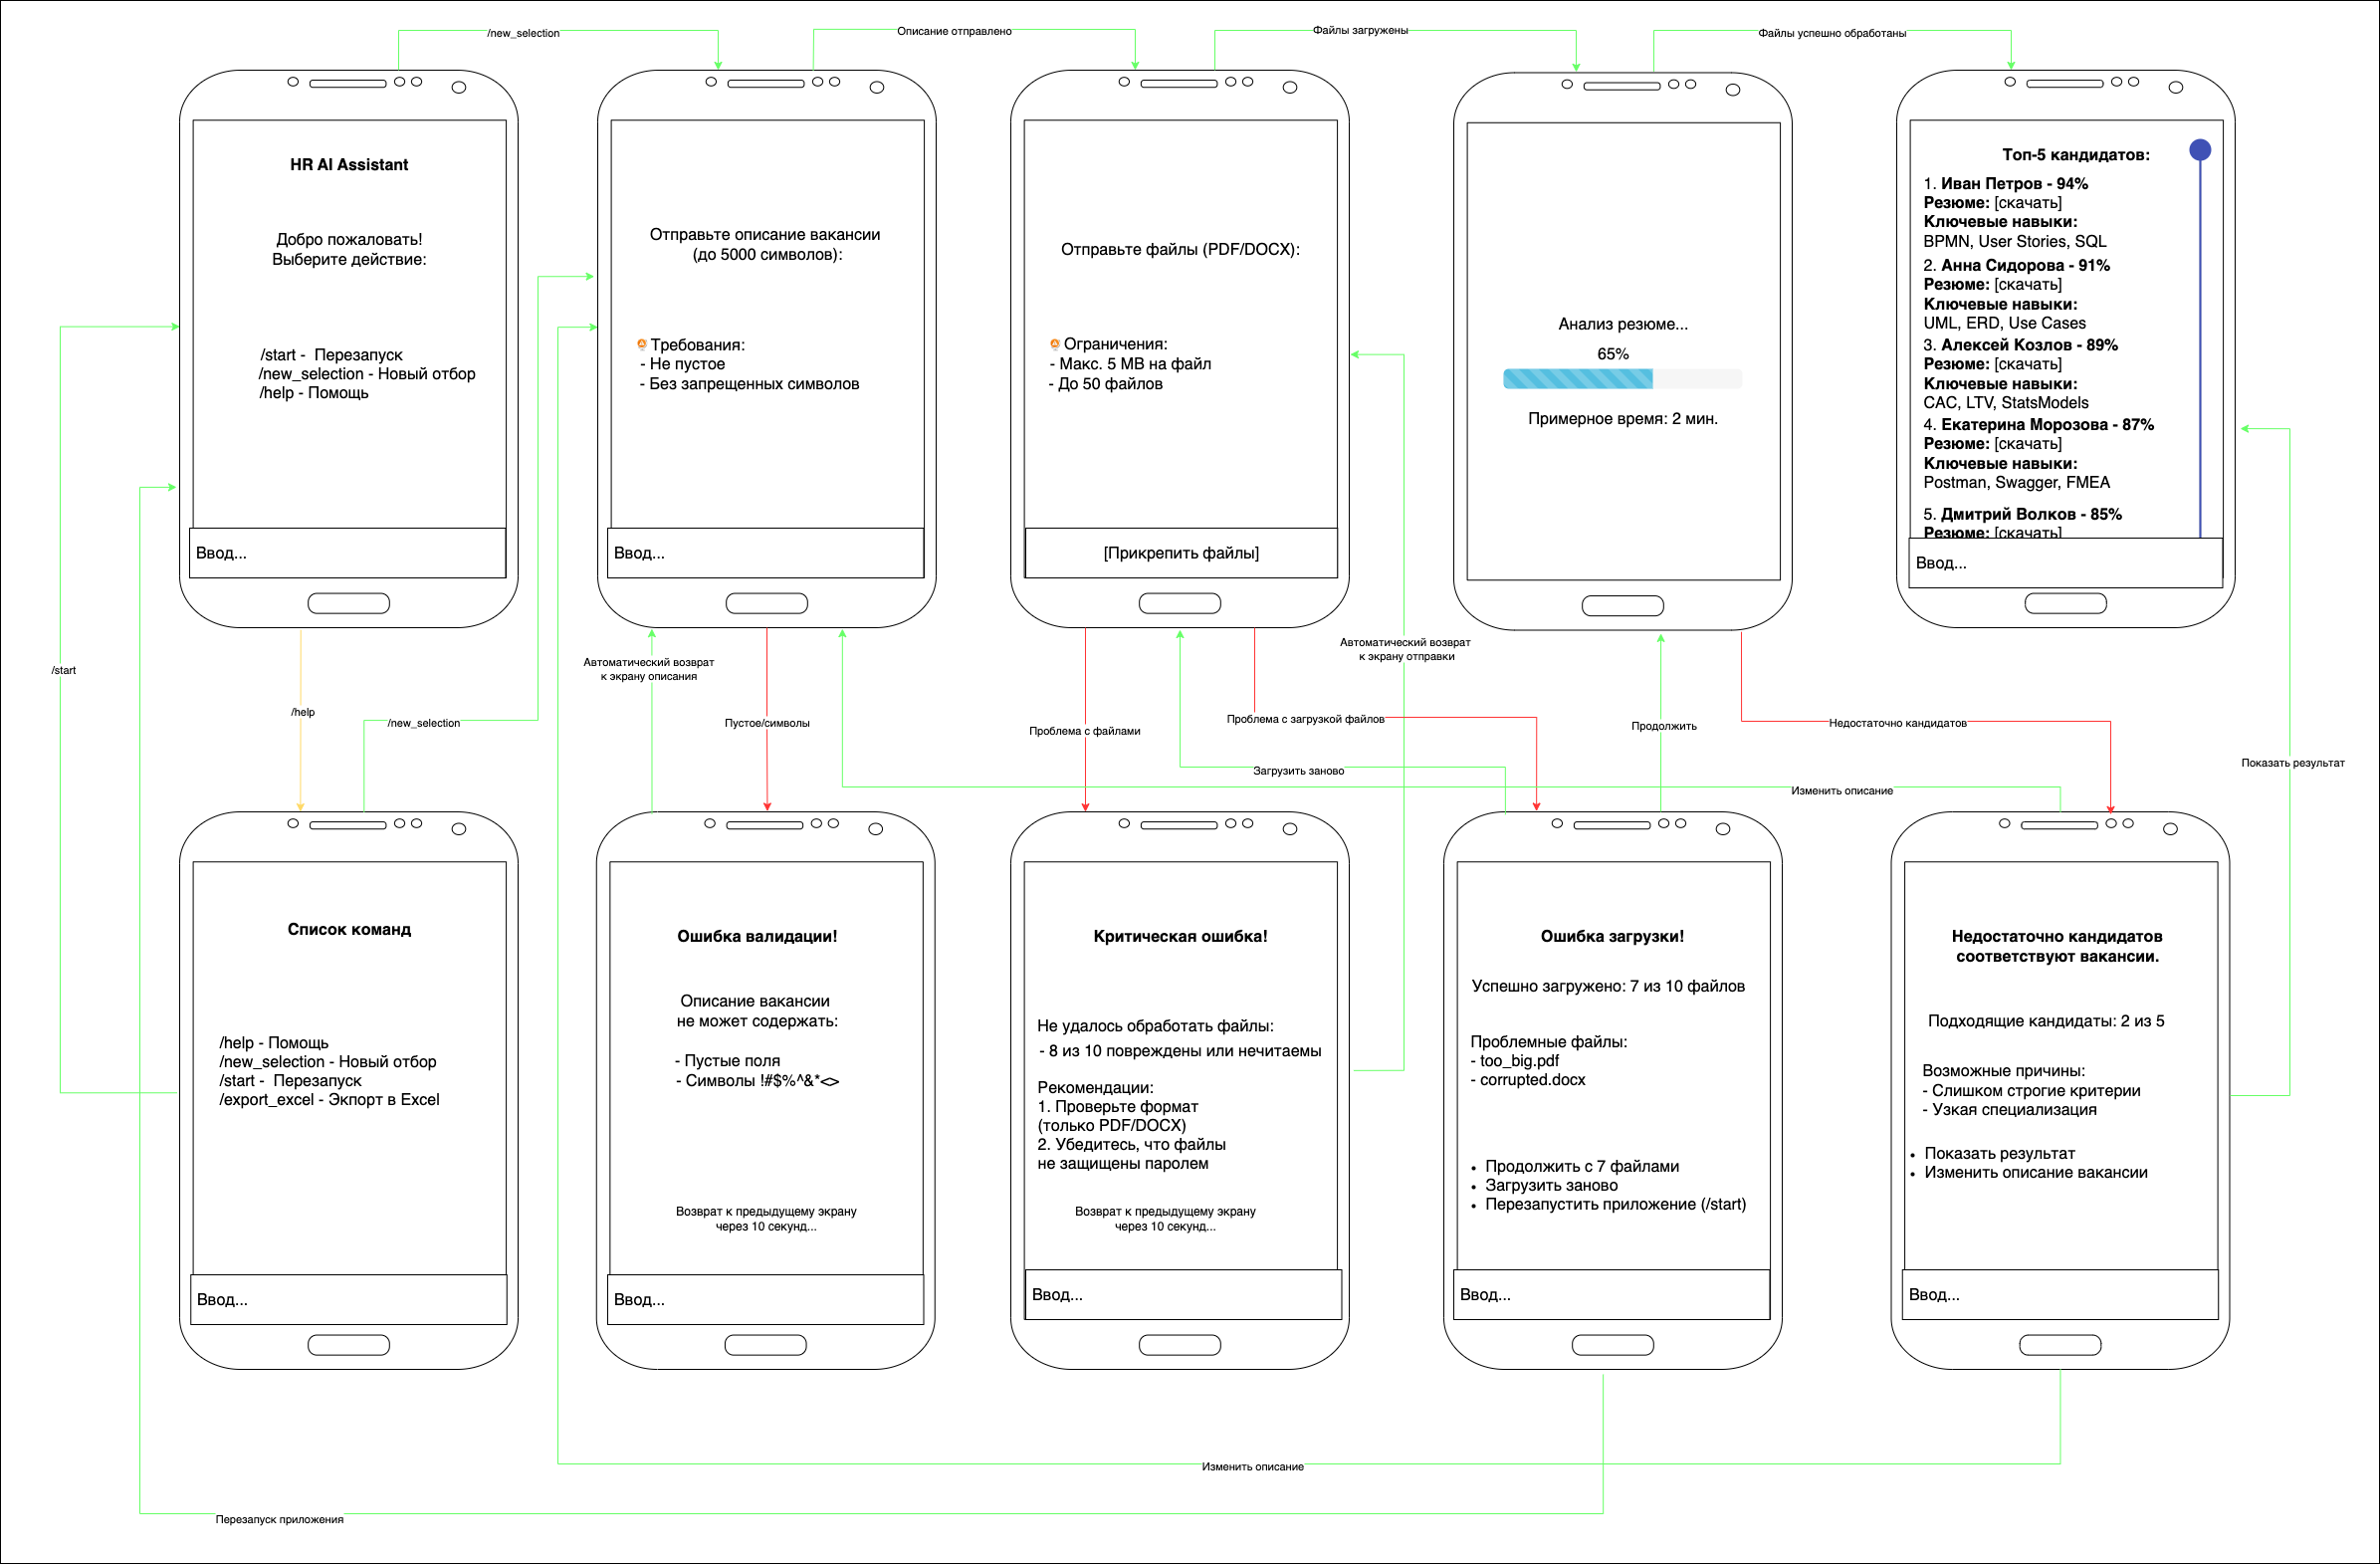 /new_selection
Описание отправлено
Файлы загружены
Файлы успешно обработаны
HR AI Assistant
Добро пожаловать!
Выберите действие:
/start -  Перезапуск
/new_selection - Новый отбор
/help - Помощь
Ввод...
Отправьте описание вакансии
(до 5000 символов):
Требования:
- Не пустое
- Без запрещенных символов
Ввод...
Отправьте файлы (PDF/DOCX):
Ограничения:
- Макс. 5 MB на файл
- До 50 файлов
[Прикрепить файлы]
Анализ резюме...
65%
Примерное время: 2 мин.
Топ-5 кандидатов:
1. Иван Петров - 94%
Резюме: [скачать]
Ключевые навыки:
BPMN, User Stories, SQL
2. Анна Сидорова - 91%
Резюме: [скачать]
Ключевые навыки:
UML, ERD, Use Cases
3. Алексей Козлов - 89%
Резюме: [скачать]
Ключевые навыки:
CAC, LTV, StatsModels
4. Екатерина Морозова - 87%
Резюме: [скачать]
Ключевые навыки:
Postman, Swagger, FMEA
5. Дмитрий Волков - 85%
Резюме: [скачать]
Ввод...
/start
/help
/new_selection
Автоматический возврат
к экрану описания
Пустое/символы
Проблема с файлами
Проблема с загрузкой файлов
Автоматический возврат
к экрану отправки
Загрузить заново
Продолжить
Недостаточно кандидатов
Изменить описание
Показать результат
Список команд
/help - Помощь
/new_selection - Новый отбор
/start -  Перезапуск
/export_excel - Экпорт в Excel
Ввод...
Ошибка валидации!
Описание вакансии
не может содержать:
- Пустые поля
- Символы !#$%^&*<>
Возврат к предыдущему экрану
через 10 секунд...
Ввод...
Критическая ошибка!
Не удалось обработать файлы:
- 8 из 10 повреждены или нечитаемы
Рекомендации:
1. Проверьте формат
(только PDF/DOCX)
2. Убедитесь, что файлы
не защищены паролем
Возврат к предыдущему экрану
через 10 секунд...
Ввод...
Ошибка загрузки!
Успешно загружено: 7 из 10 файлов
Проблемные файлы:
- too_big.pdf
- corrupted.docx
• Продолжить с 7 файлами
• Загрузить заново
• Перезапустить приложение (/start)
Ввод...
Недостаточно кандидатов
соответствуют вакансии.
Подходящие кандидаты: 2 из 5
Возможные причины:
- Слишком строгие критерии
- Узкая специализация
• Показать результат
• Изменить описание вакансии
Ввод...
Изменить описание
Перезапуск приложения